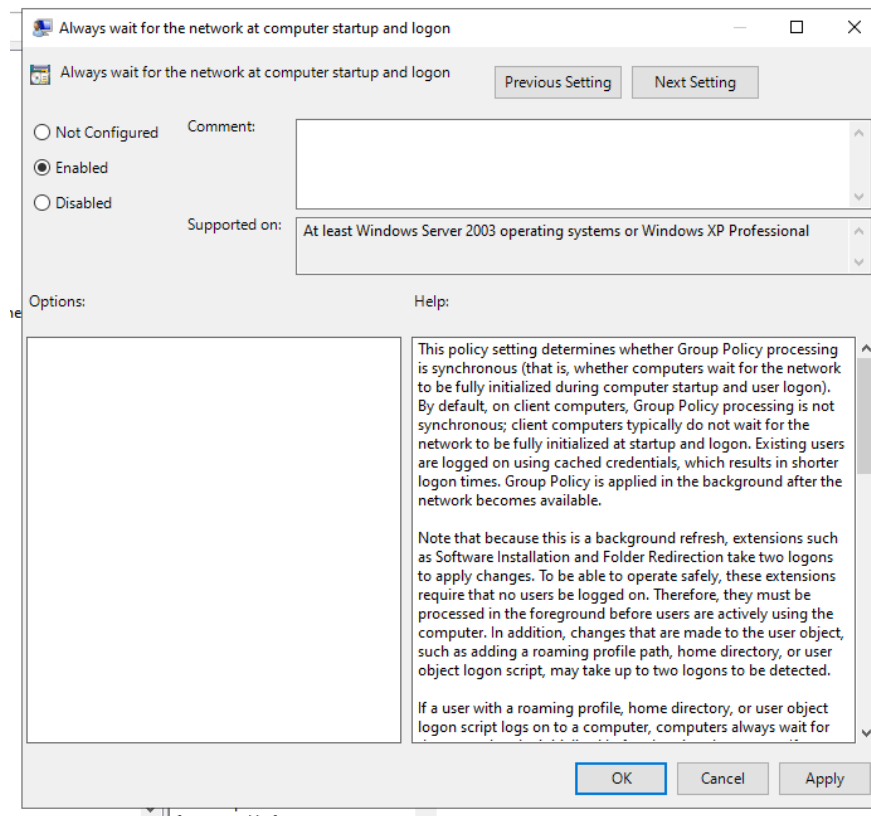 Always wait for the network at computer startup and logon
Always wait for the network at computer startup and logon
Previous Setting
Next Setting
Not Configured
Comment:
Enabled
Disabled
Supported on:
At least Windows Server 2003 operating systems or Windows XP Professional
Options:
Help:
This policy setting determines whether Group Policy processing
is synchronous (that is, whether computers wait for the network
to be fully initialized during computer startup and user logon).
By default, on client computers, Group Policy processing is not
synchronous; client computers typically do not wait for the
network to be fully initialized at startup and logon. Existing users
are logged on using cached credentials, which results in shorter
logon times. Group Policy is applied in the background after the
network becomes available.
Note that because this is a background refresh, extensions such
as Software Installation and Folder Redirection take two logons
to apply changes. To be able to operate safely, these extensions
require that no users be logged on. Therefore, they must be
processed in the foreground before users are actively using the
computer. In addition, changes that are made to the user object,
such as adding a roaming profile path, home directory, or user
object logon script, may take up to two logons to be detected.
If a user with a roaming profile, home directory, or user object
logon script logs on to a computer, computers always wait for
OK
Cancel
Apply